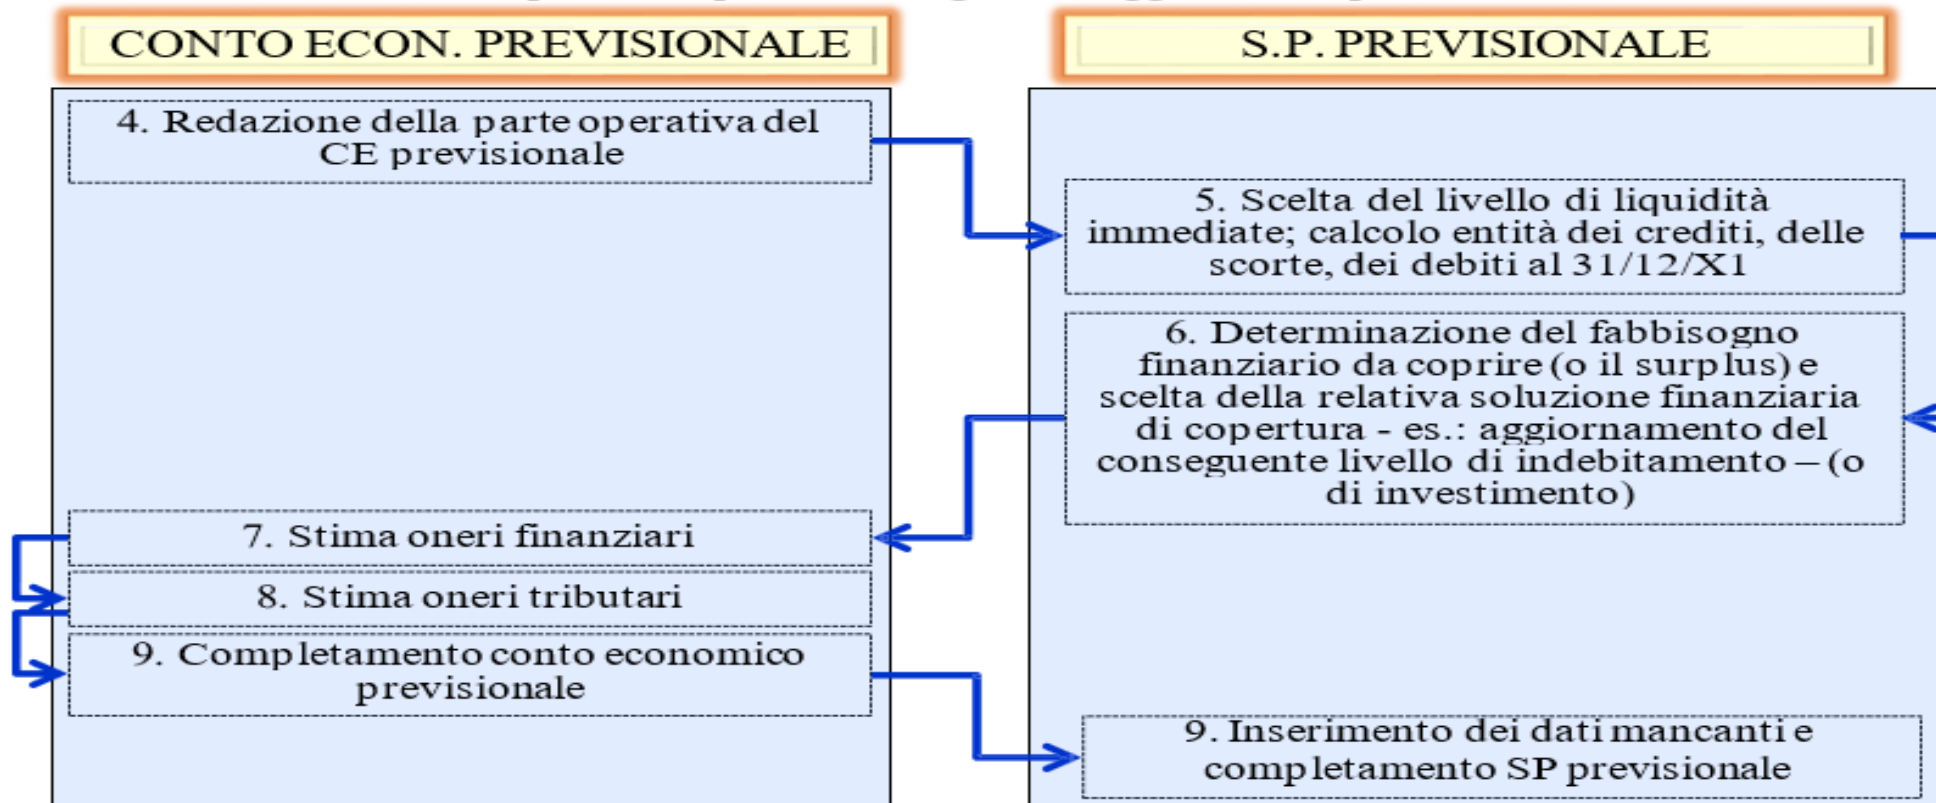 CONTO ECON. PREVISIONALE
S.P. PREVISIONALE
4. Redazione della parte operativa del
CE previsionale
5. Scelta del livello di liquidità
immediate; calcolo entità dei crediti, delle
scorte, dei debiti al 31/12/X1
6. Determinazione del fabbisogno
finanziario da coprire (o il surplus) e
scelta della relativa soluzione finanziaria
di copertura - es.: aggiornamento del
conseguente livello di indebitamento – (o
di investimento)
7. Stima oneri finanziari
8. Stima oneri tributari
9. Completamento conto economico
previsionale
9. Inserimento dei dati mancanti e
completamento SP previsionale